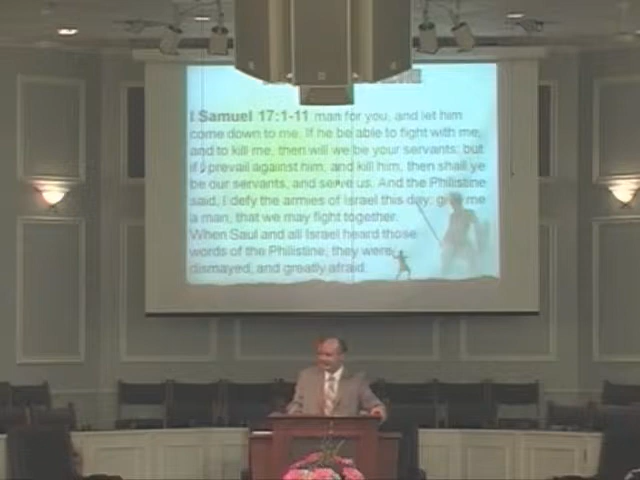 I Samuel 17:1-11 man for you, and let him
come down to me. If he be able to fight with me,
and to kill me, then will we be your servants: but
if I prevail against him, and kill him, then shall ye
be our servants, and serve us. And the Philistine
said, I defy the armies of Israel this day; give me
a man, that we may fight together.
When Saul and all Israel heard those
words of the Philistine, they were
dismayed, and greatly afraid.